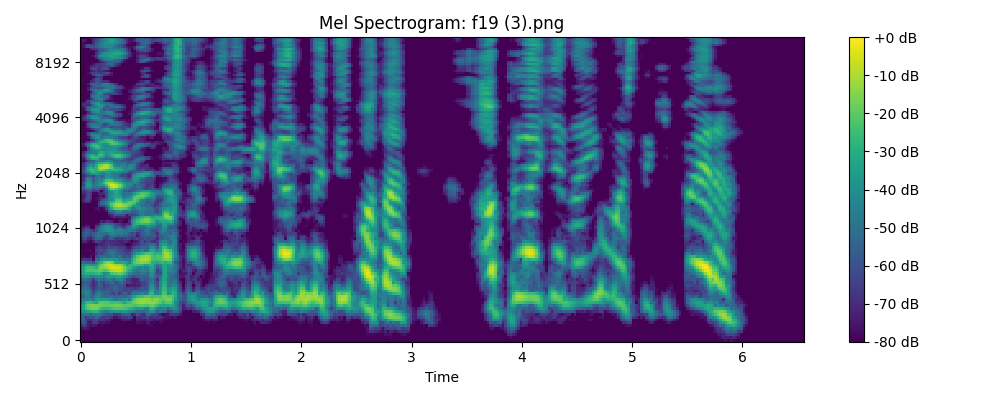 Mel Spectrogram: f19 (3).png
8192
4096
2048
1024
512
0
Hz
0 1 2 3 4 5 6
Time
+0 dB
-10 dB
-20 dB
-30 dB
-40 dB
-50 dB
-60 dB
-70 dB
-80 dB